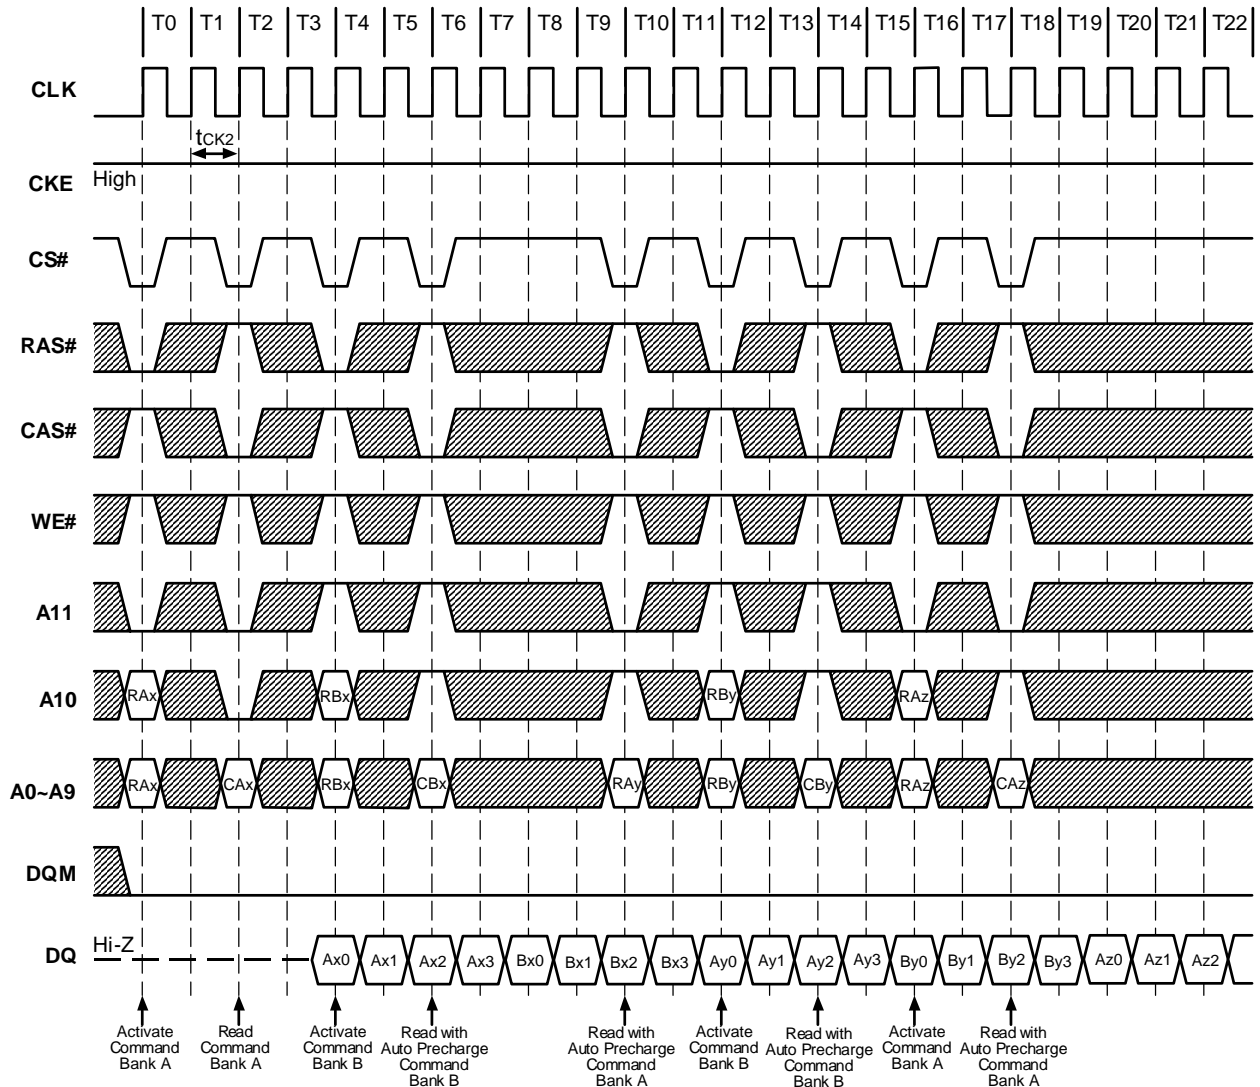 T0 T1 T2 T3 T4 T5 T6 T7 T8 T9 T10 T11 T12 T13 T14 T15 T16 T17 T18 T19 T20 T21 T22
CLK
tCK2
CKE High
CS#
RAS#
CAS#
WE#
A11
A10 RAx RBx RBy RAz
A0~A9 RAx CAx RBx CBx RAy RBy CBy RAz CAz
DQM
DQ Hi-Z Ax0 Ax1 Ax2 Ax3 Bx0 Bx1 Bx2 Bx3 Ay0 Ay1 Ay2 Ay3 By0 By1 By2 By3 Az0 Az1 Az2
Activate
Command
Bank A
Read
Command
Bank A
Activate
Command
Bank B
Read with
Auto Precharge
Command
Bank B
Read with
Auto Precharge
Command
Bank A
Activate
Command
Bank B
Read with
Auto Precharge
Command
Bank B
Activate
Command
Bank A
Read with
Auto Precharge
Command
Bank A